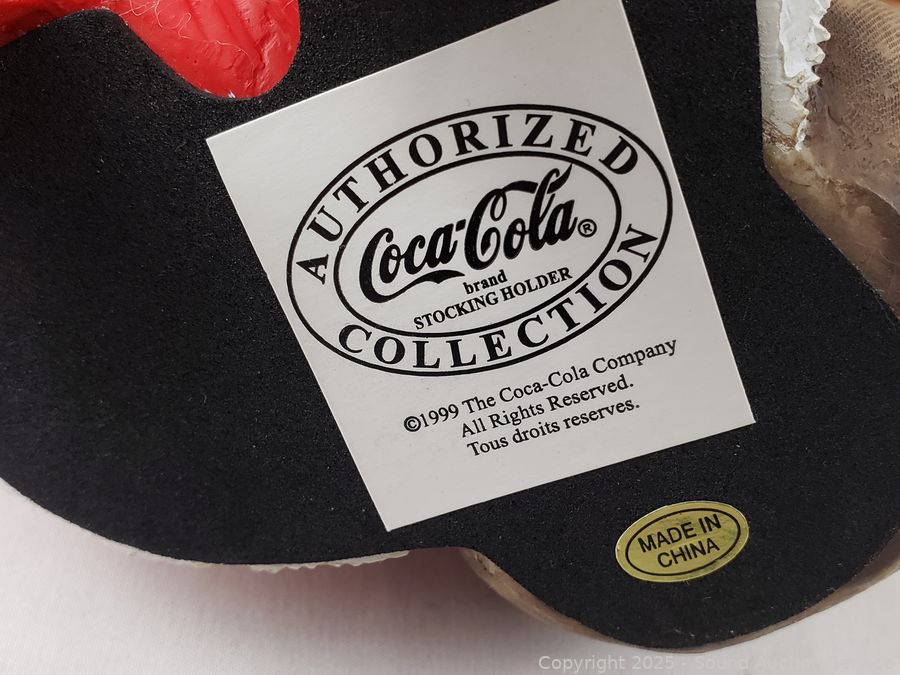 AUTHORIZED
Coca-Cola®
brand
STOCKING HOLDER
COLLECTION
©1999 The Coca-Cola Company
All Rights Reserved.
Tous droits reserves.
MADE IN
CHINA
Copyright 2025 - Sound